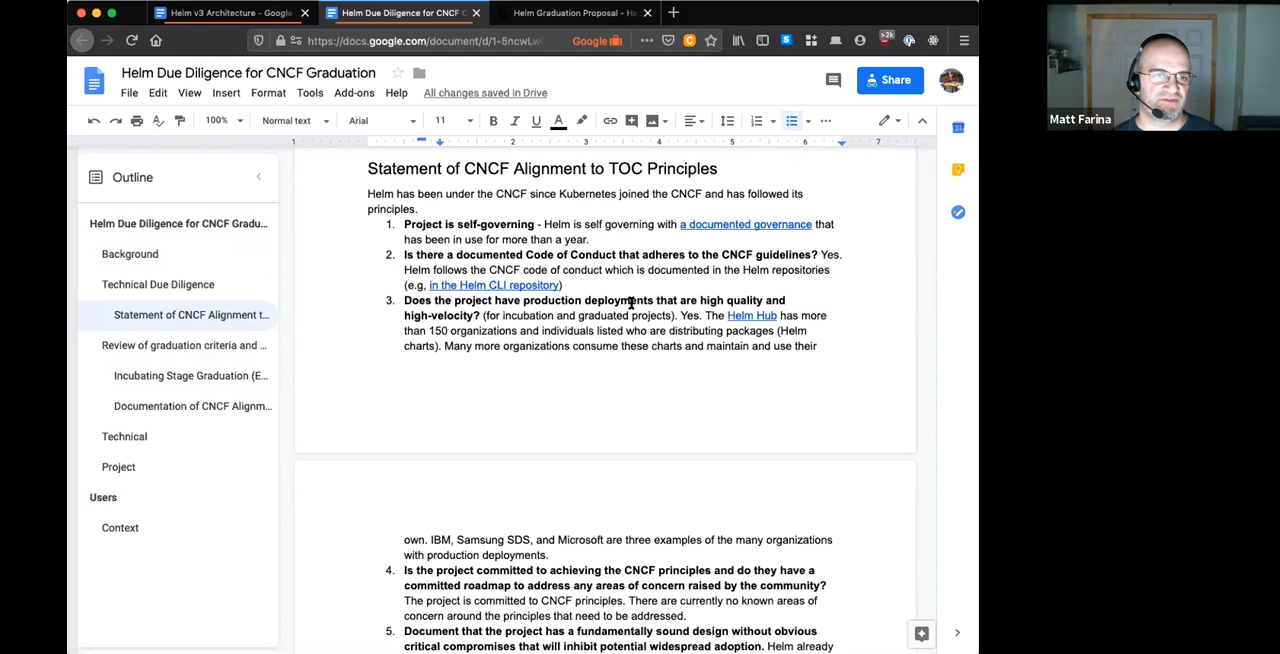 Helm v3 Architecture - Google
Helm Due Diligence for CNCF G
Helm Graduation Proposal - He
https://docs.google.com/document/d/1-5ncwLw
Google
>2k
Helm Due Diligence for CNCF Graduation
File Edit View Insert Format Tools Add-ons Help All changes saved in Drive
Share
100% Normal text Arial 11 B I U A
1 2 3 4 5 6 7
Outline
Helm Due Diligence for CNCF Gradu...
Background
Technical Due Diligence
Statement of CNCF Alignment t...
Review of graduation criteria and ...
Incubating Stage Graduation (E...
Documentation of CNCF Alignm...
Technical
Project
Users
Context
Statement of CNCF Alignment to TOC Principles
Helm has been under the CNCF since Kubernetes joined the CNCF and has followed its
principles.
1. Project is self-governing - Helm is self governing with a documented governance that
has been in use for more than a year.
2. Is there a documented Code of Conduct that adheres to the CNCF guidelines? Yes.
Helm follows the CNCF code of conduct which is documented in the Helm repositories
(e.g, in the Helm CLI repository)
3. Does the project have production deployments that are high quality and
high-velocity? (for incubation and graduated projects). Yes. The Helm Hub has more
than 150 organizations and individuals listed who are distributing packages (Helm
charts). Many more organizations consume these charts and maintain and use their
own. IBM, Samsung SDS, and Microsoft are three examples of the many organizations
with production deployments.
4. Is the project committed to achieving the CNCF principles and do they have a
committed roadmap to address any areas of concern raised by the community?
The project is committed to CNCF principles. There are currently no known areas of
concern around the principles that need to be addressed.
5. Document that the project has a fundamentally sound design without obvious
critical compromises that will inhibit potential widespread adoption. Helm already
Matt Farina